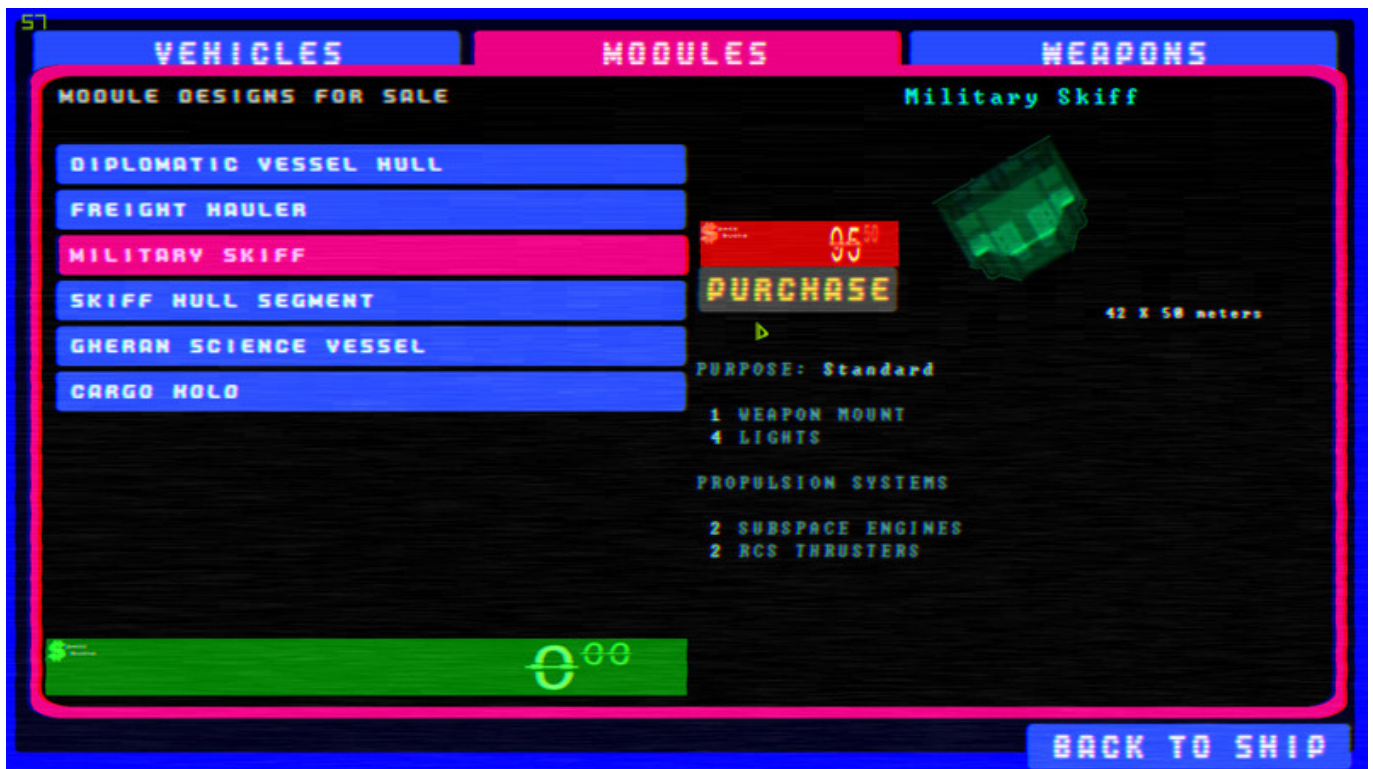 57
VEHICLES
MODULES
WEAPONS
MODULE DESIGNS FOR SALE
Military Skiff
DIPLOMATIC VESSEL HULL
FREIGHT HAULER
MILITARY SKIFF
SKIFF HULL SEGMENT
GHERAN SCIENCE VESSEL
CARGO HOLD
$
95 50
PURCHASE
42 X 50 meters
PURPOSE: Standard
1 WEAPON MOUNT
4 LIGHTS
PROPULSION SYSTEMS
2 SUBSPACE ENGINES
2 RCS THRUSTERS
$
0 00
BACK TO SHIP